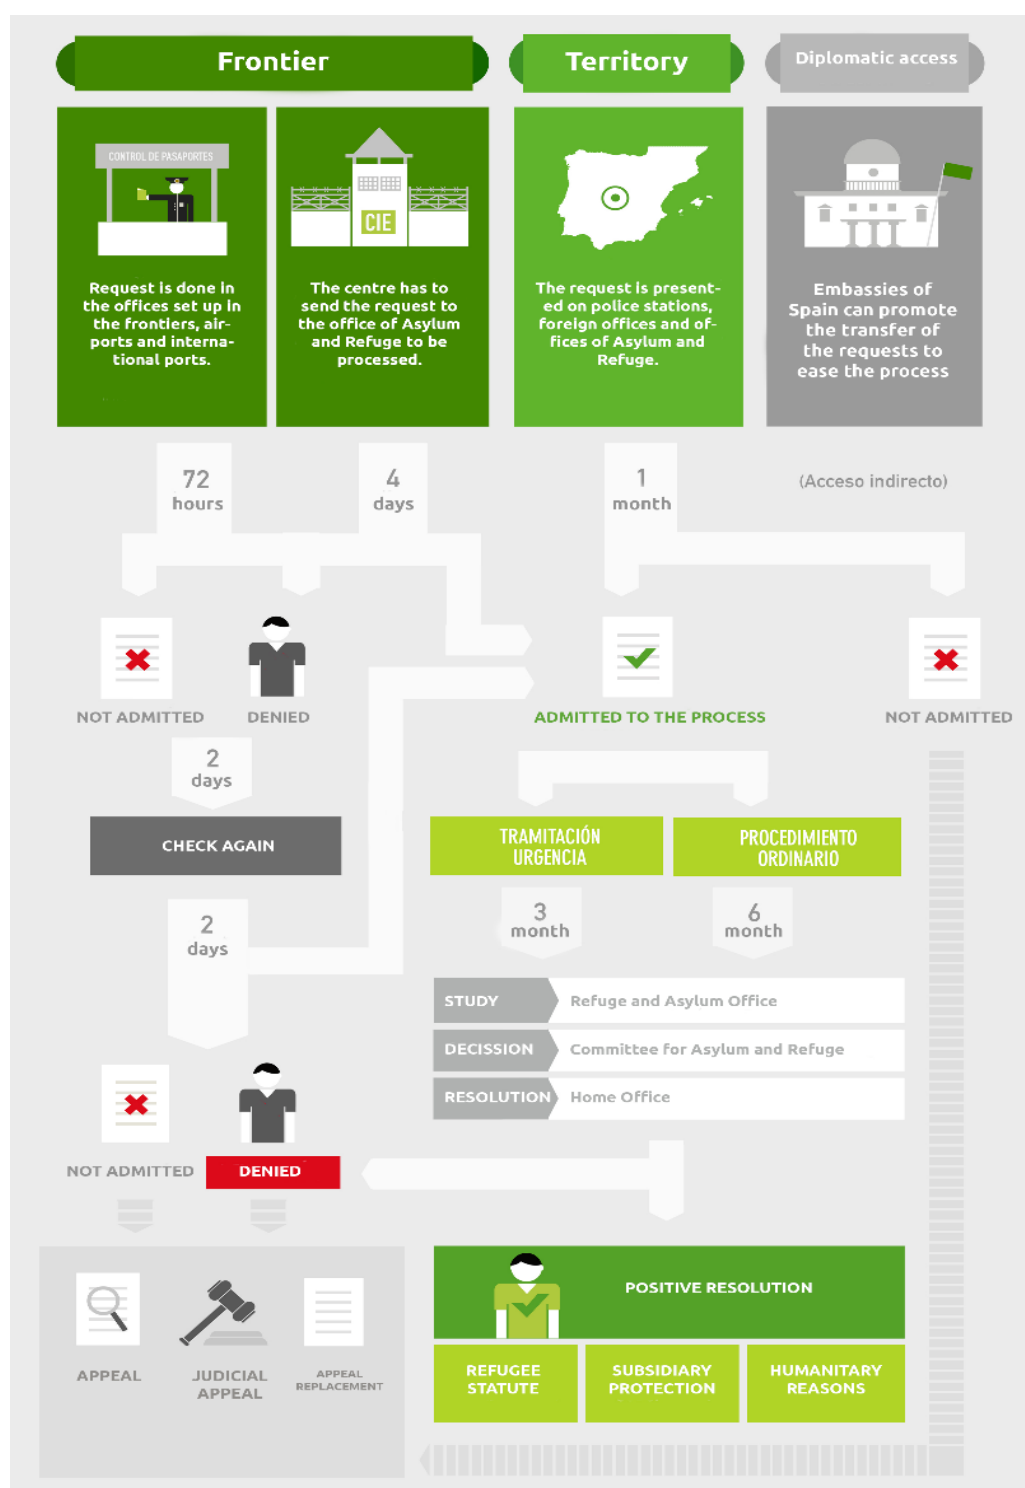 Frontier
Territory
Diplomatic access
CONTROL DE PASAPORTES
CIE
Request is done in
the offices set up in
the frontiers, air-
ports and interna-
tional ports.
The centre has to
send the request to
the office of Asylum
and Refuge to be
processed.
The request is present-
ed on police stations,
foreign offices and of-
fices of Asylum and
Refuge.
Embassies of
Spain can promote
the transfer of
the requests to
ease the process
72
hours
4
days
1
month
(Acceso indirecto)
NOT ADMITTED
DENIED
ADMITTED TO THE PROCESS
NOT ADMITTED
2
days
CHECK AGAIN
TRAMITACIÓN
URGENCIA
PROCEDIMIENTO
ORDINARIO
2
days
3
month
6
month
STUDY
Refuge and Asylum Office
DECISSION
Committee for Asylum and Refuge
RESOLUTION
Home Office
NOT ADMITTED
DENIED
POSITIVE RESOLUTION
APPEAL
JUDICIAL
APPEAL
APPEAL
REPLACEMENT
REFUGEE
STATUTE
SUBSIDIARY
PROTECTION
HUMANITARY
REASONS